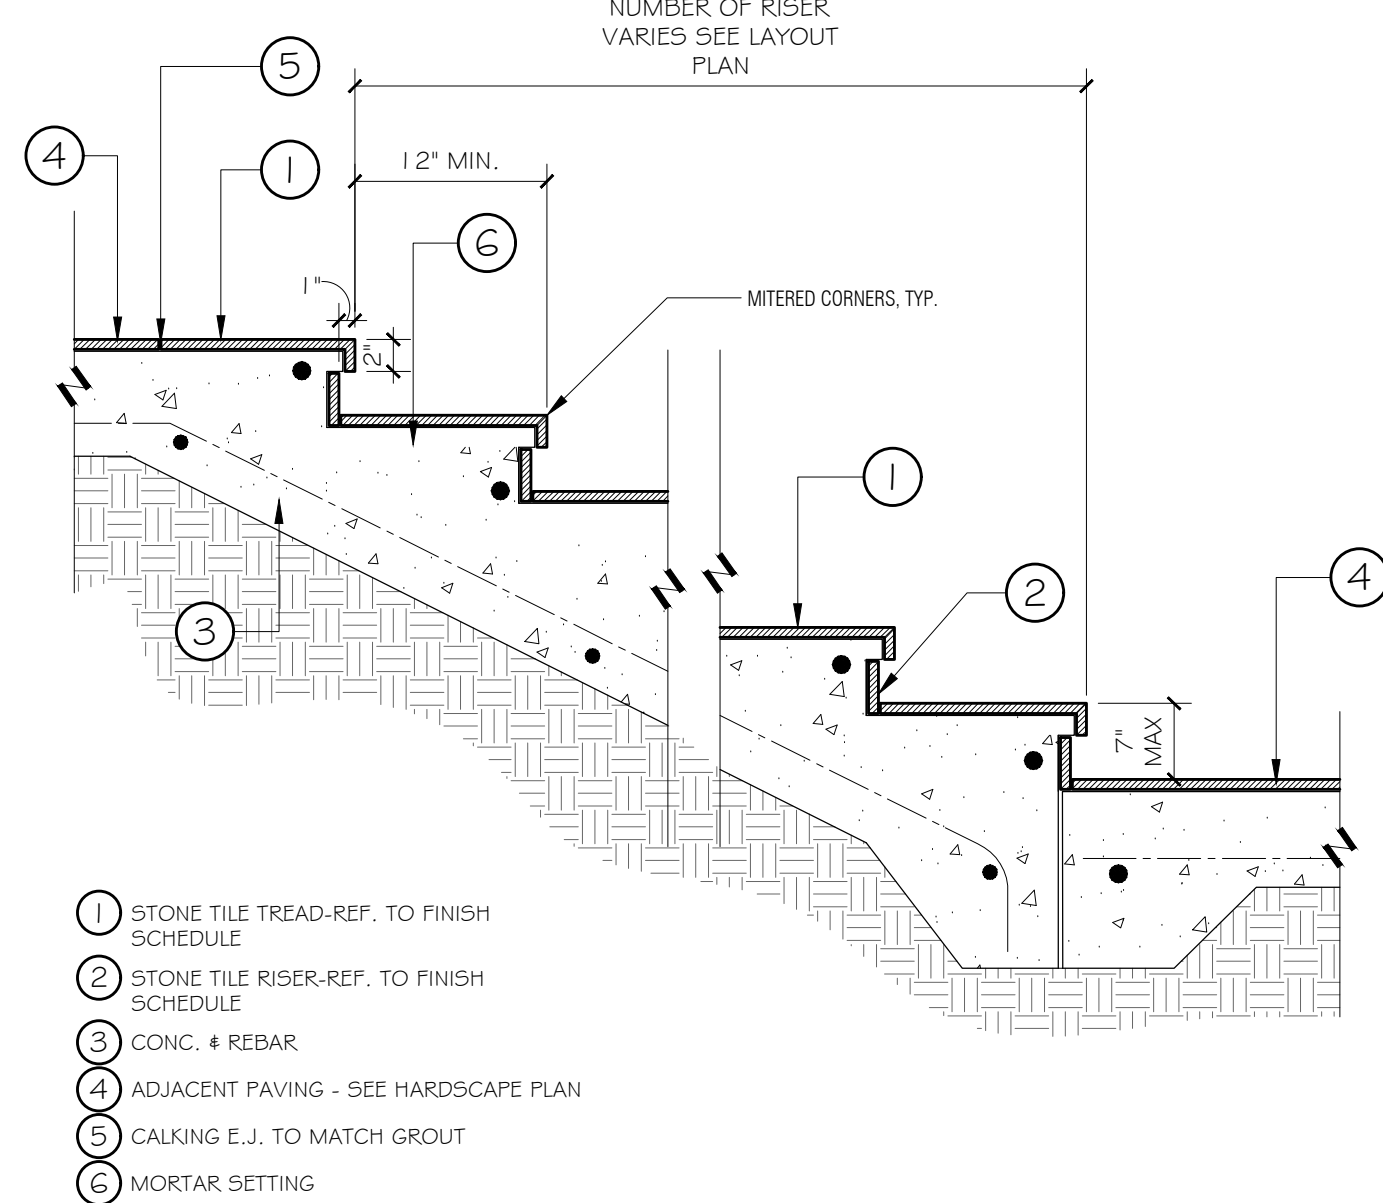 NUMBER OF RISER
VARIES SEE LAYOUT
PLAN
5
4
1
12" MIN.
6
1"
MITERED CORNERS, TYP.
2"
1
2
4
3
7"
MAX
1 STONE TILE TREAD-REF. TO FINISH
SCHEDULE
2 STONE TILE RISER-REF. TO FINISH
SCHEDULE
3 CONC. & REBAR
4 ADJACENT PAVING - SEE HARDSCAPE PLAN
5 CALKING E.J. TO MATCH GROUT
6 MORTAR SETTING